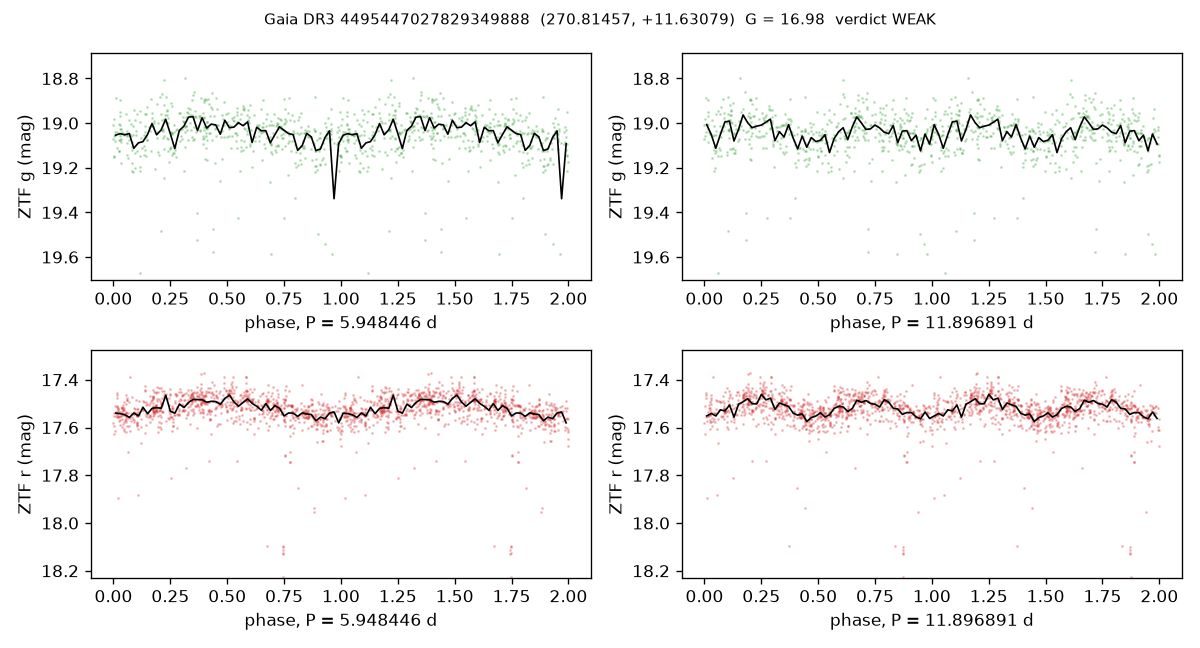 Gaia DR3 4495447027829349888 (270.81457, +11.63079) G = 16.98 verdict WEAK
ZTF g (mag)
18.8
19.0
19.2
19.4
19.6
0.00 0.25 0.50 0.75 1.00 1.25 1.50 1.75 2.00
phase, P = 5.948446 d
ZTF g (mag)
18.8
19.0
19.2
19.4
19.6
0.00 0.25 0.50 0.75 1.00 1.25 1.50 1.75 2.00
phase, P = 11.896891 d
ZTF r (mag)
17.4
17.6
17.8
18.0
18.2
0.00 0.25 0.50 0.75 1.00 1.25 1.50 1.75 2.00
phase, P = 5.948446 d
ZTF r (mag)
17.4
17.6
17.8
18.0
18.2
0.00 0.25 0.50 0.75 1.00 1.25 1.50 1.75 2.00
phase, P = 11.896891 d